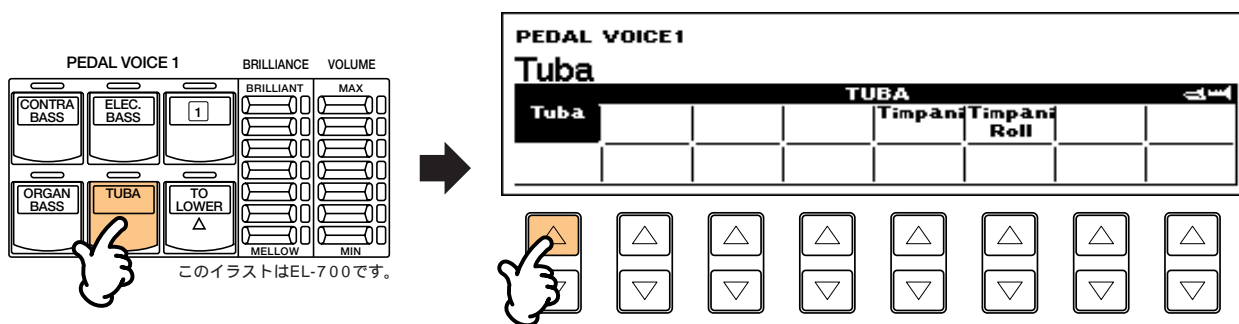 PEDAL VOICE 1
BRILLIANCE
VOLUME
BRILLIANT
MAX
CONTRA
BASS
ELEC.
BASS
1
ORGAN
BASS
TUBA
TO
LOWER
△
MELLOW
MIN
このイラストはEL-700です。
PEDAL VOICE1
Tuba
TUBA
Tuba
Timpani
Timpani
Roll